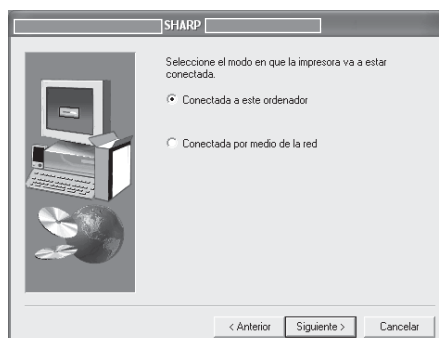 SHARP
Seleccione el modo en que la impresora va a estar
conectada.
Conectada a este ordenador
Conectada por medio de la red
< Anterior
Siguiente >
Cancelar